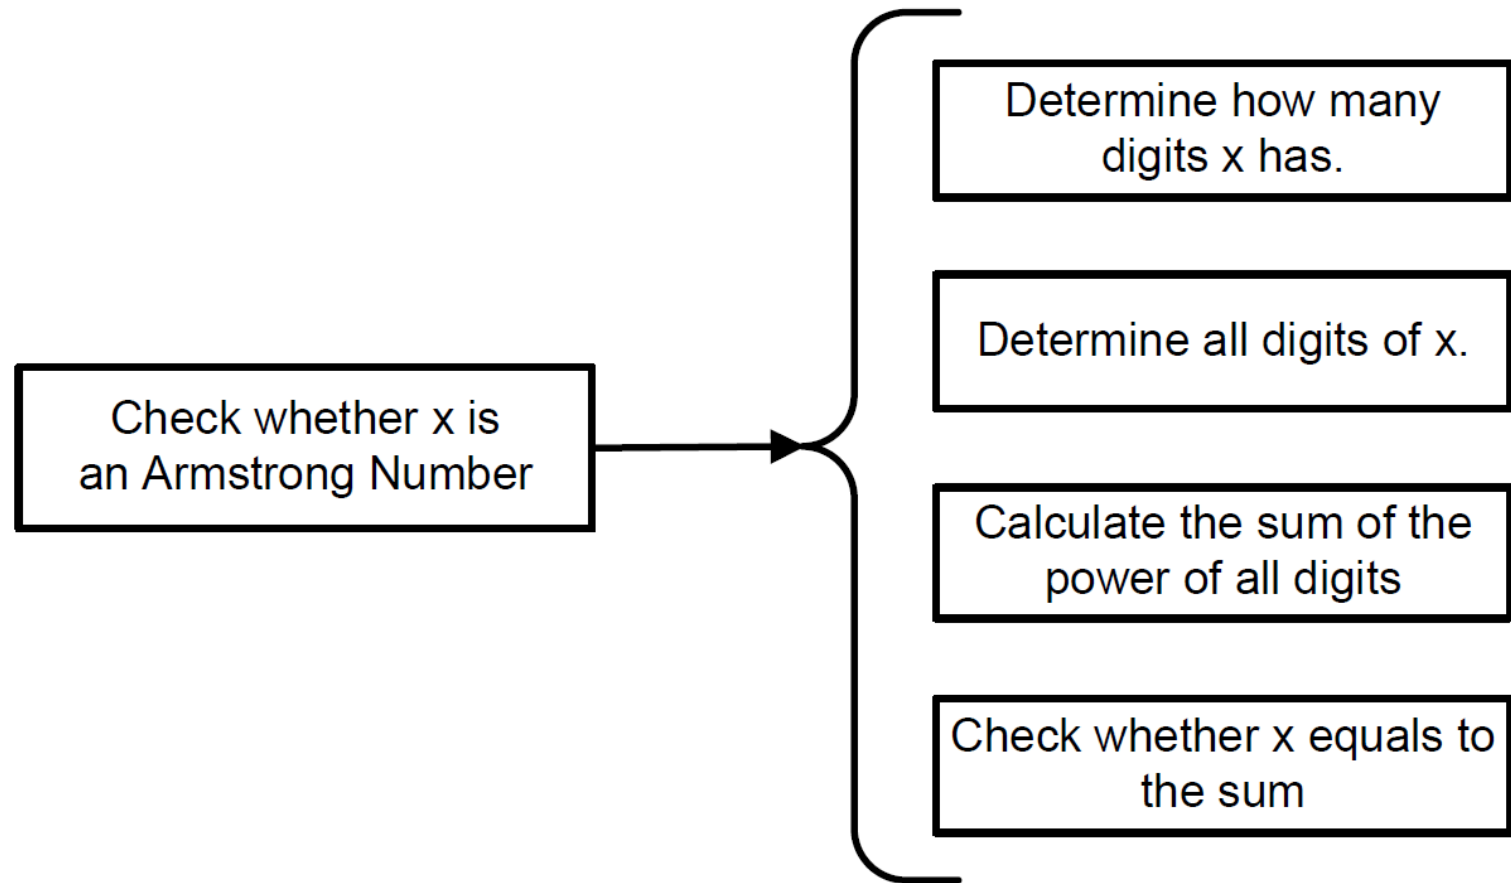 Check whether x is
an Armstrong Number
Determine how many
digits x has.
Determine all digits of x.
Calculate the sum of the
power of all digits
Check whether x equals to
the sum